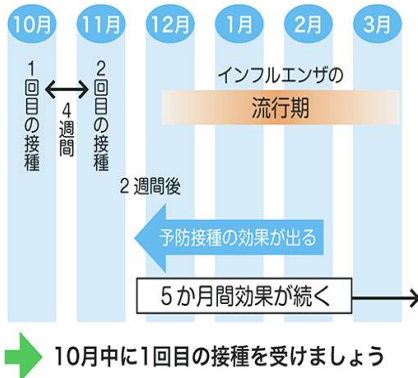 10月 11月 12月 1月 2月 3月
1回目の接種
4週間
2回目の接種
インフルエンザの
流行期
2週間後
予防接種の効果が出る
5か月間効果が続く
10月中に1回目の接種を受けましょう